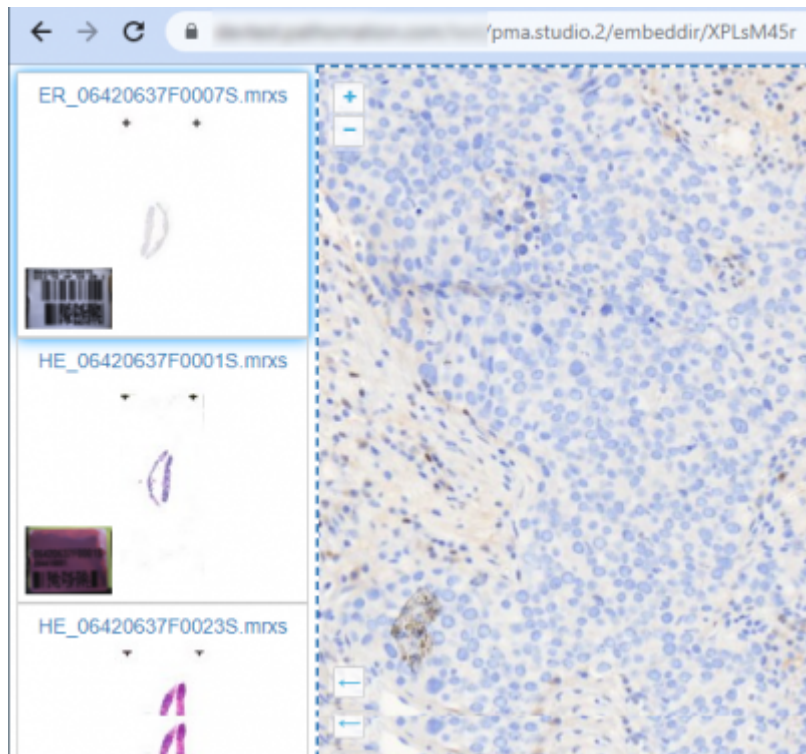 /pma.studio.2/embeddir/XPLsM45r
ER_06420637F0007S.mrxs
HE_06420637F0001S.mrxs
HE_06420637F0023S.mrxs